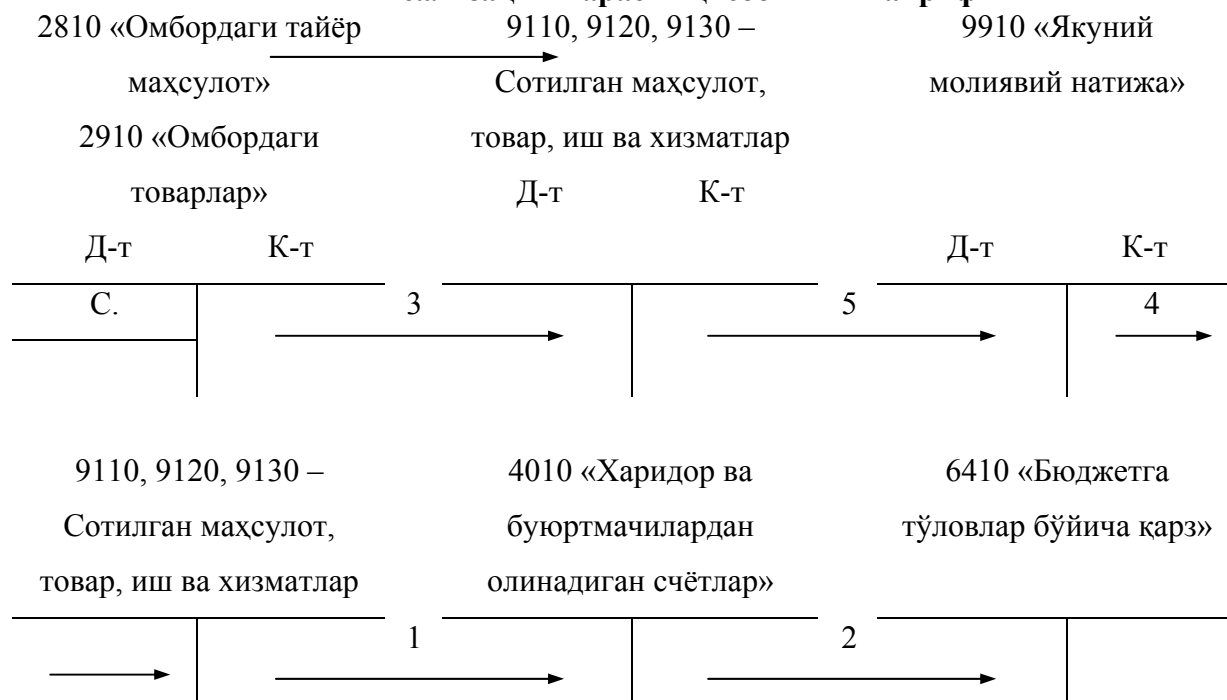 2810 «Омбордаги тайёр маҳсулот»
2910 «Омбордаги товарлар»
Д-т К-т
9110, 9120, 9130 –
Сотилган маҳсулот,
товар, иш ва хизматлар
Д-т К-т
9910 «Якуний
молиявий натижа»
Д-т К-т
С.
3
5
4
9110, 9120, 9130 –
Сотилган маҳсулот,
товар, иш ва хизматлар
4010 «Харидор ва
буюртмачилардан
олинадиган счётлар»
6410 «Бюджетга
тўловлар бўйича қарз»
1
2